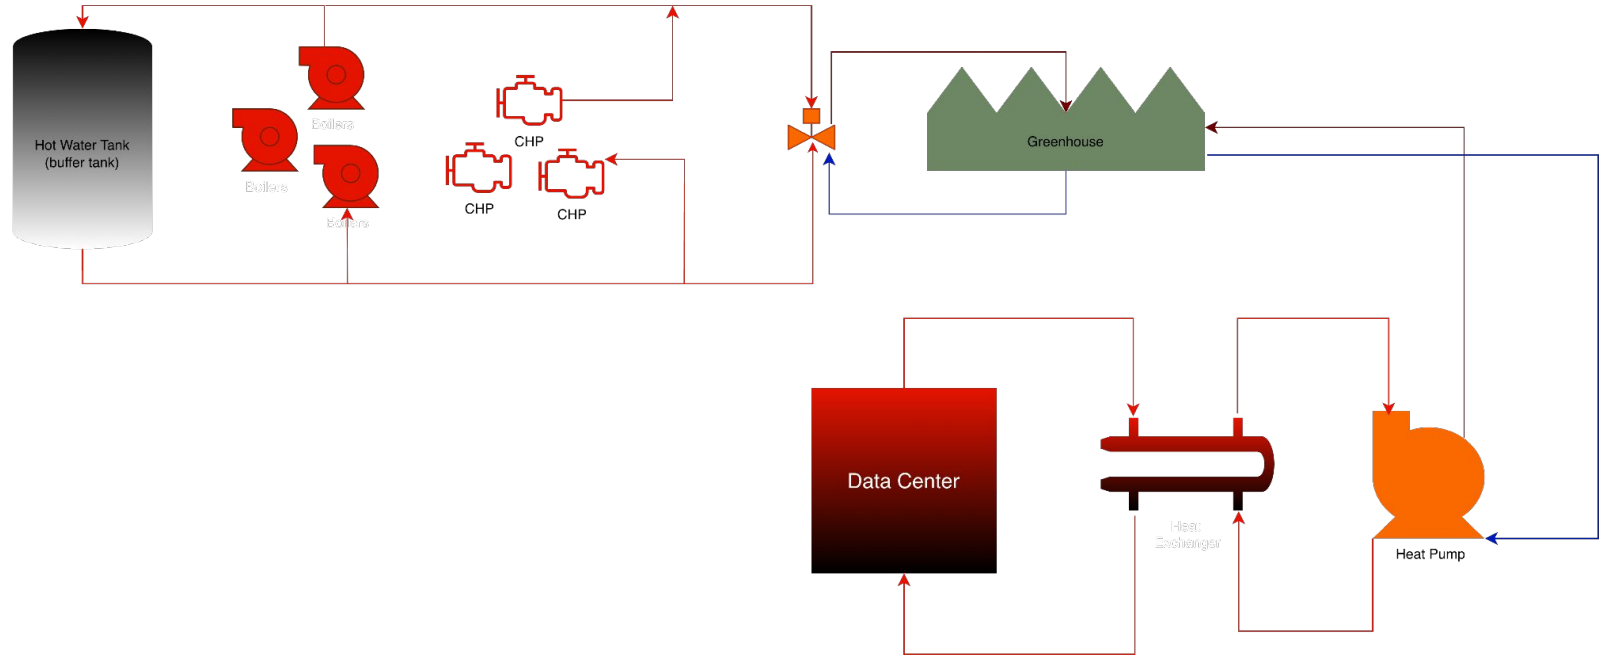 Hot Water Tank
(buffer tank)
Boilers
Boilers
Boilers
CHP
CHP
CHP
Greenhouse
Data Center
Heat
Exchanger
Heat Pump